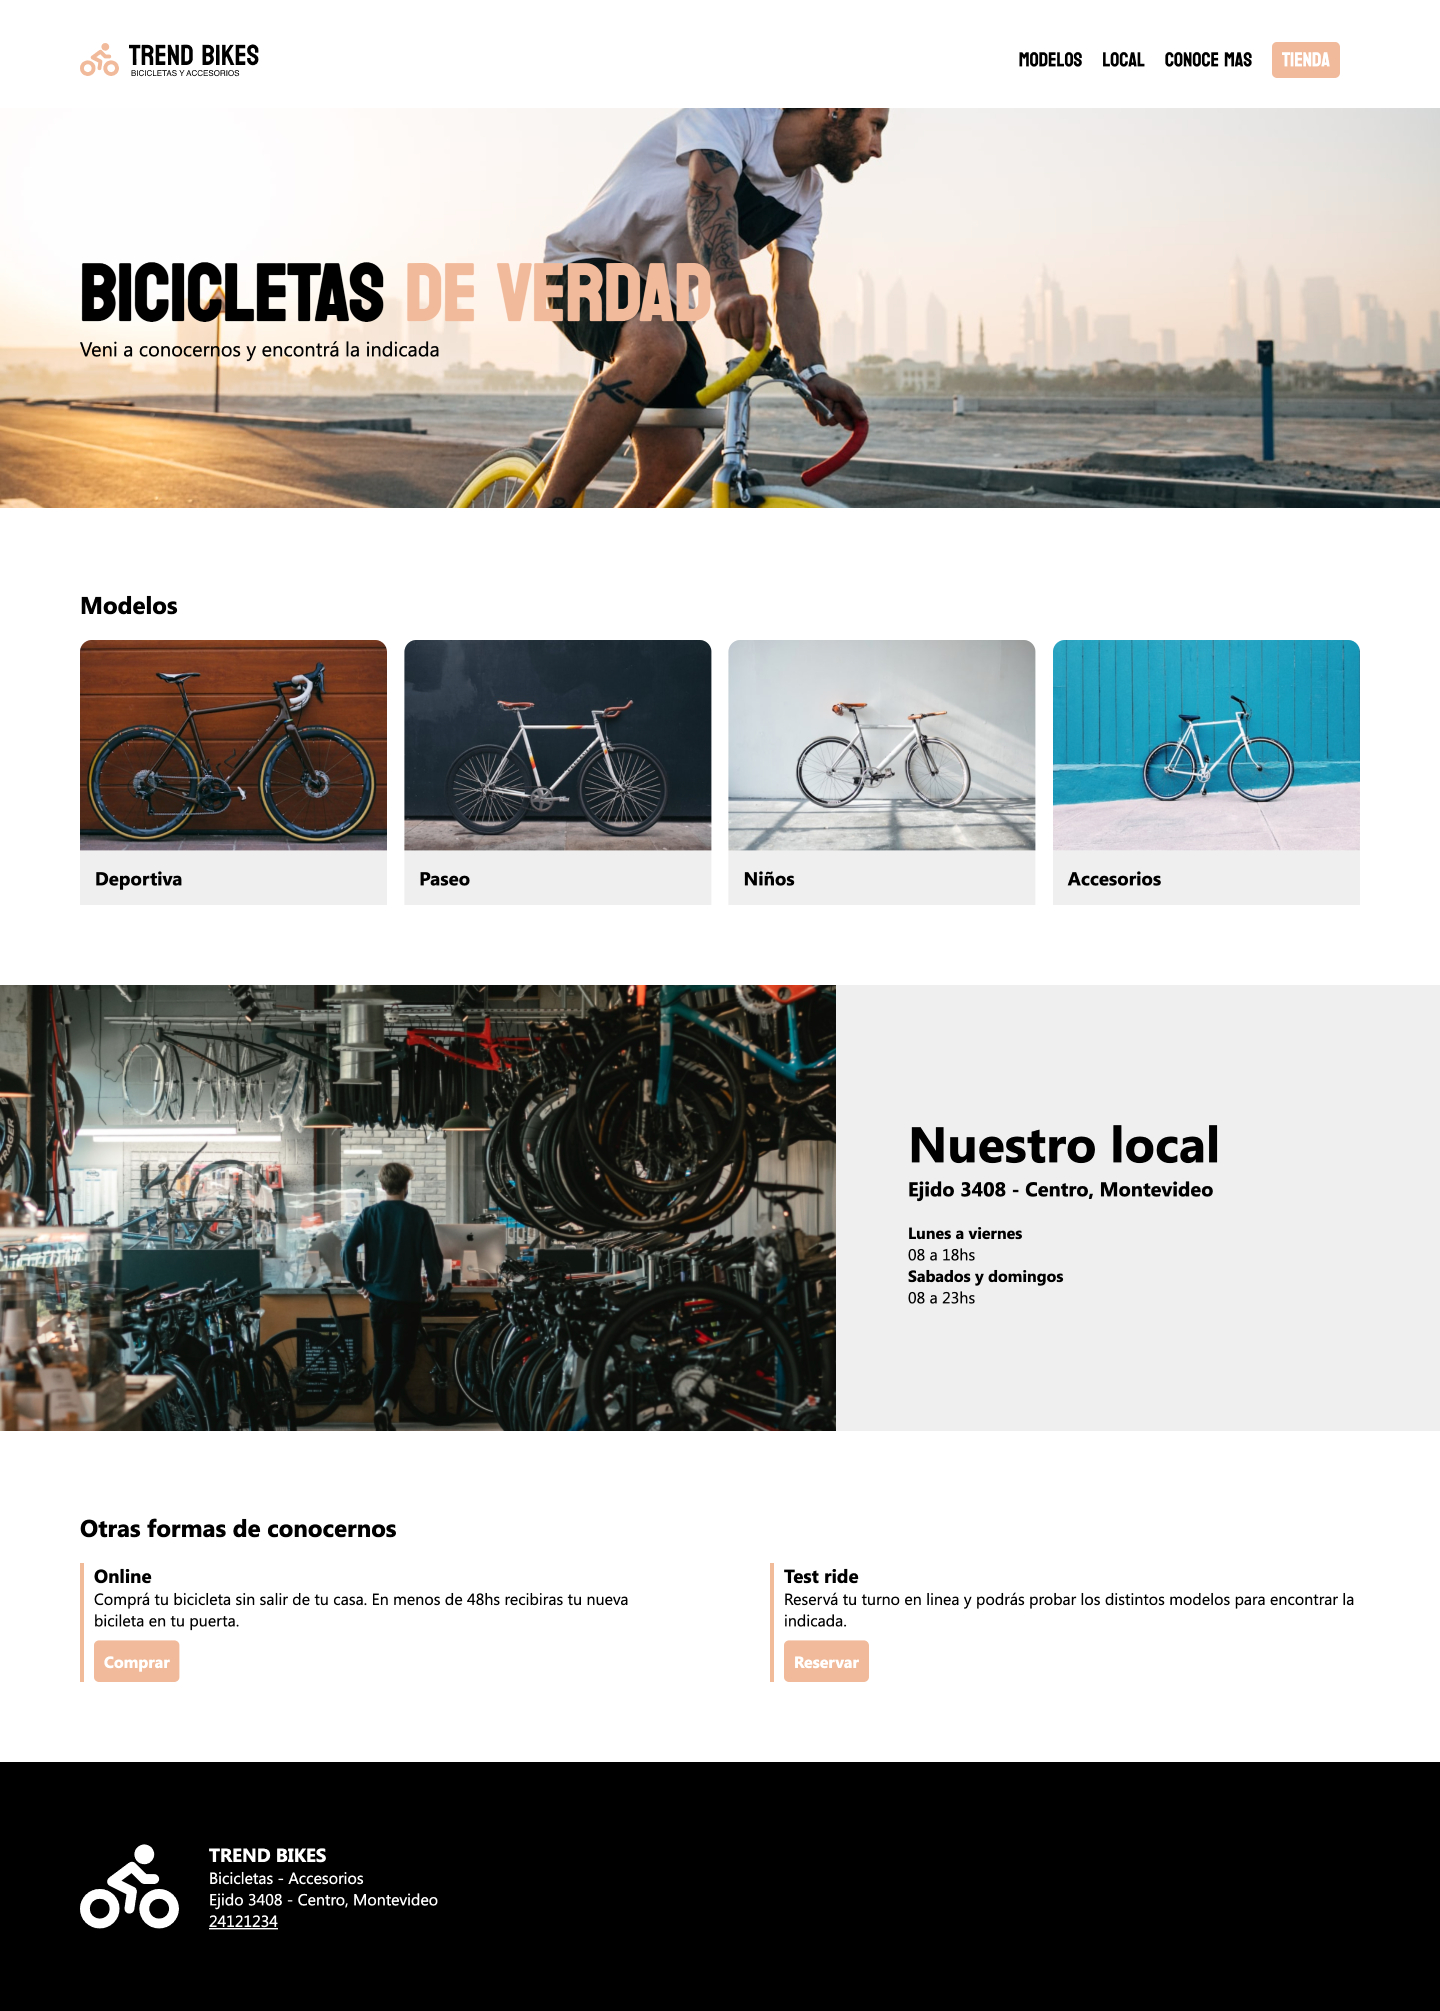 TREND BIKES
BICICLETAS Y ACCESORIOS
MODELOS LOCAL CONOCE MAS TIENDA
BICICLETAS DE VERDAD
Veni a conocernos y encontrá la indicada
Modelos
Deportiva
Paseo
Niños
Accesorios
TRAGER
Nuestro local
Ejido 3408 - Centro, Montevideo
Lunes a viernes
08 a 18hs
Sabados y domingos
08 a 23hs
Otras formas de conocernos
Online
Comprá tu bicicleta sin salir de tu casa. En menos de 48hs recibiras tu nueva
bicileta en tu puerta.
Comprar
Test ride
Reservá tu turno en linea y podrás probar los distintos modelos para encontrar la
indicada.
Reservar
TREND BIKES
Bicicletas - Accesorios
Ejido 3408 - Centro, Montevideo
24121234